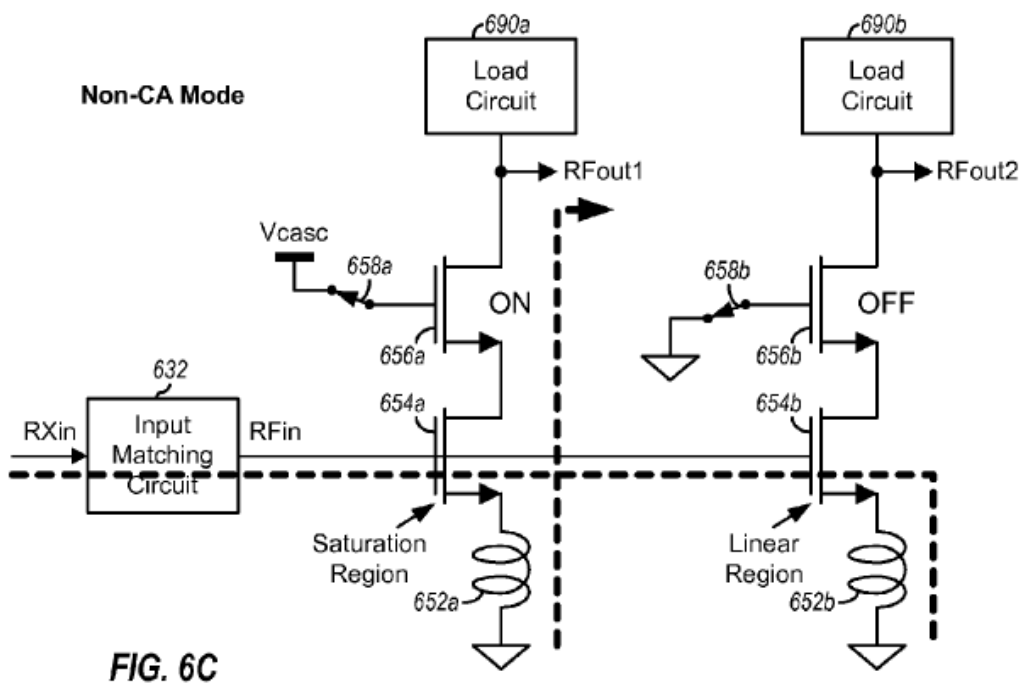 690a
690b
Non-CA Mode
Load
Circuit
Load
Circuit
RFout1
RFout2
Vcasc
658a
658b
ON
OFF
656a
656b
632
654a
654b
RXin
Input
Matching
Circuit
RFin
Saturation
Region
Linear
Region
652a
652b
FIG. 6C